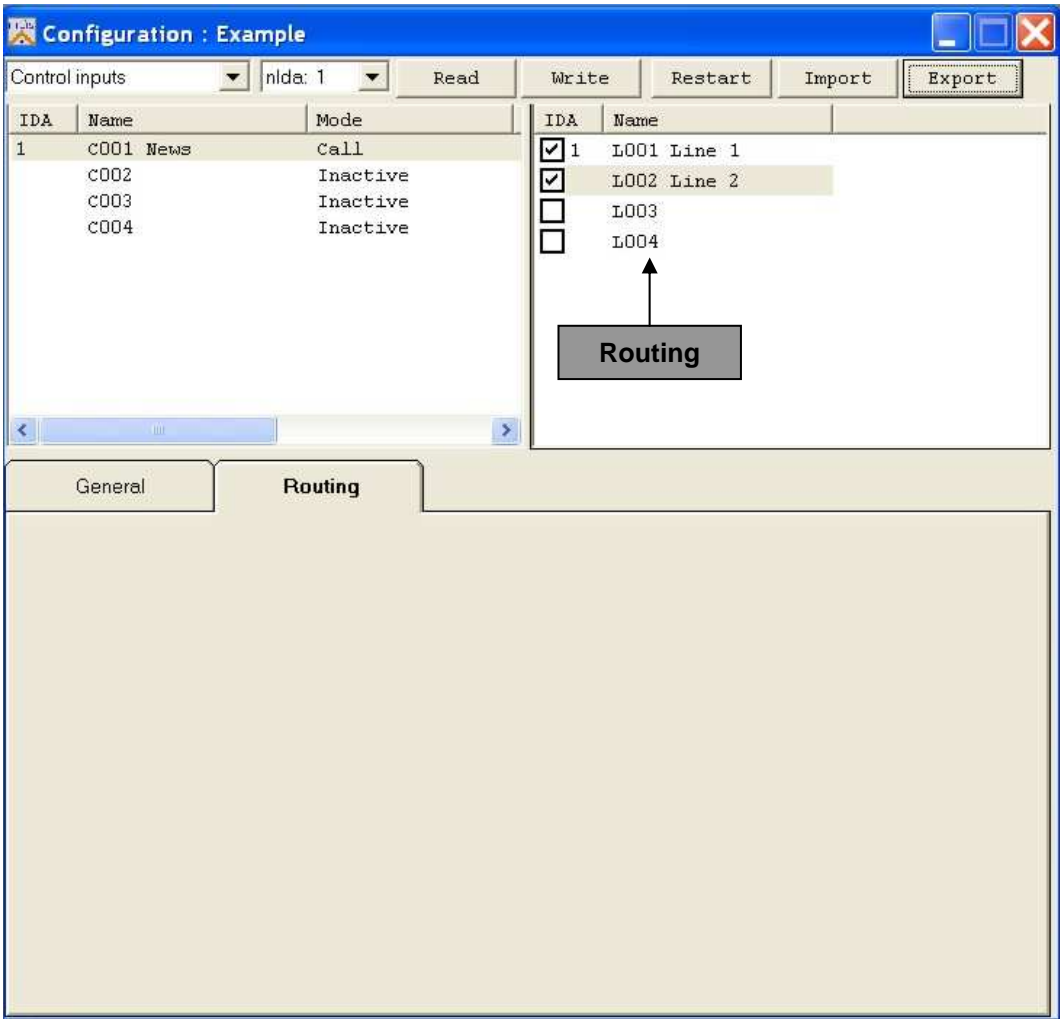 Configuration : Example
Control inputs nIda: 1 Read Write Restart Import Export
IDA Name Mode
1 C001 News Call
C002 Inactive
C003 Inactive
C004 Inactive
IDA Name
1 L001 Line 1
L002 Line 2
L003
L004
Routing
General Routing